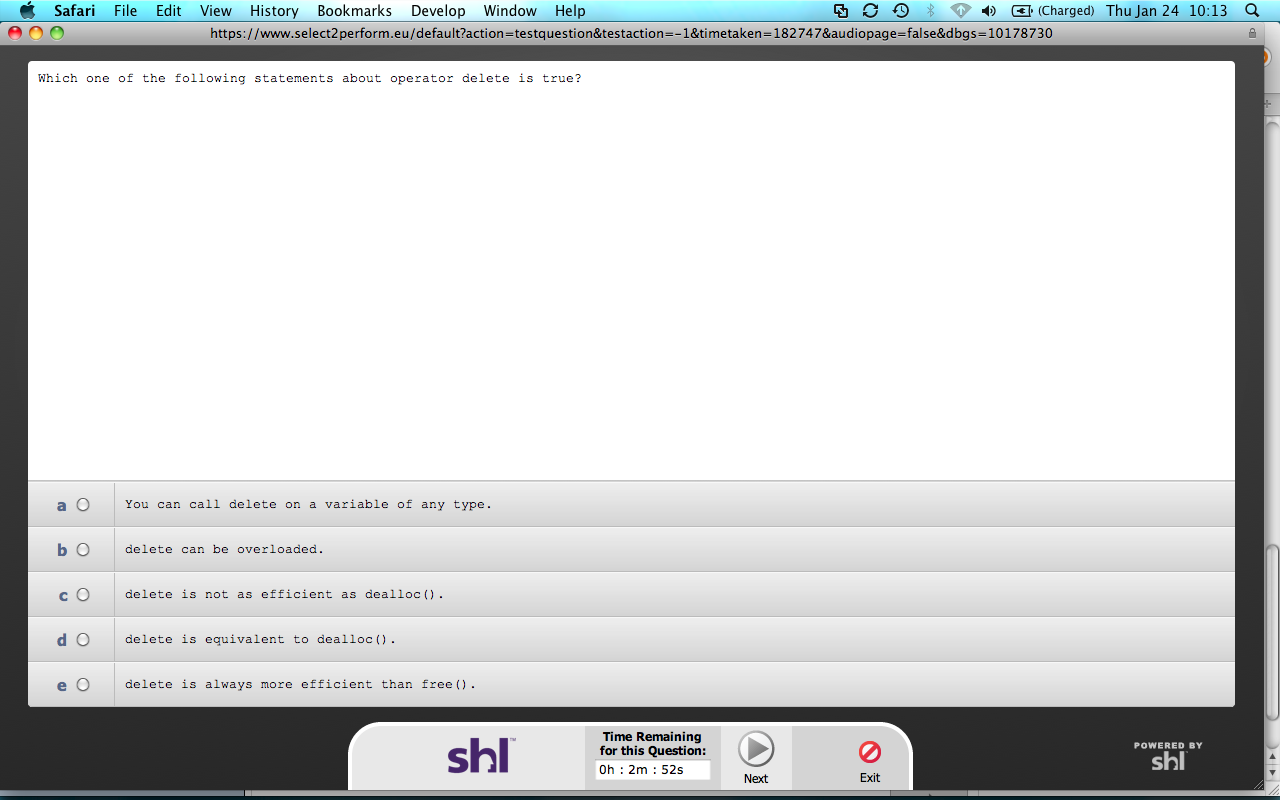 Safari File Edit View History Bookmarks Develop Window Help (Charged) Thu Jan 24 10:13
https://www.select2perform.eu/default?action=testquestion&testaction=-1&timetaken=182747&audiopage=false&dbgs=10178730
Which one of the following statements about operator delete is true?
a You can call delete on a variable of any type.
b delete can be overloaded.
c delete is not as efficient as dealloc().
d delete is equivalent to dealloc().
e delete is always more efficient than free().
shl™
Time Remaining
for this Question:
0h : 2m : 52s
Next
Exit
POWERED BY
shl